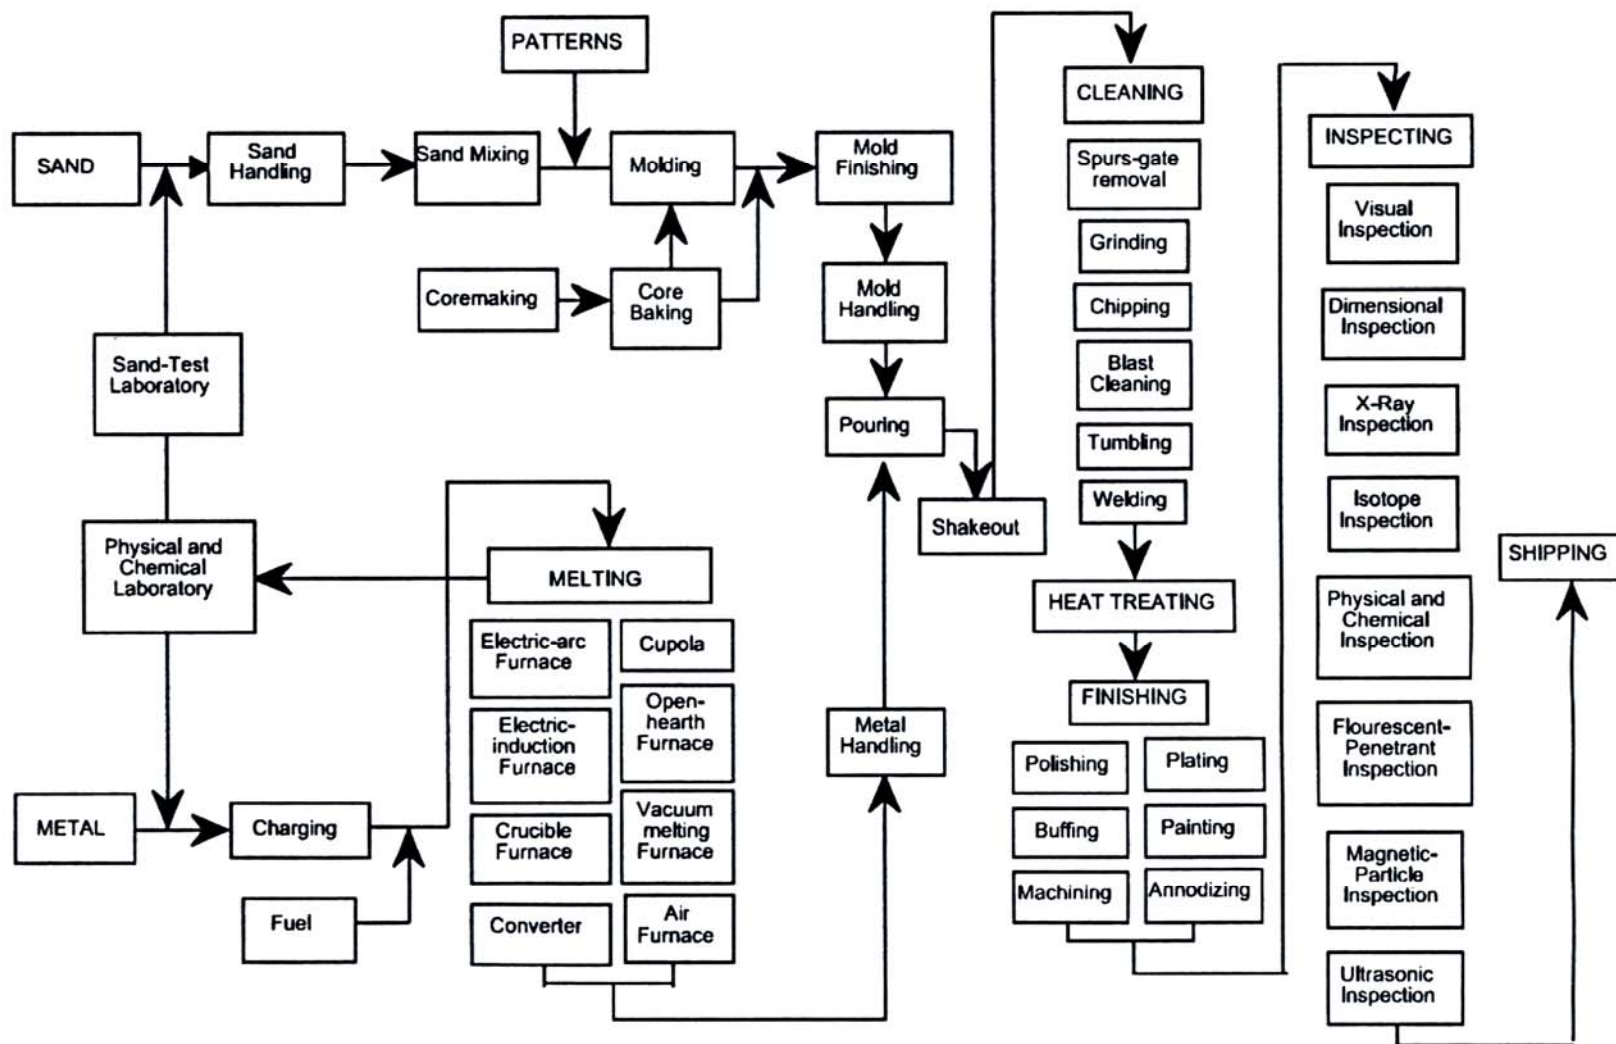 PATTERNS
SAND
Sand
Handling
Sand Mixing
Molding
Mold
Finishing
Coremaking
Core
Baking
Mold
Handling
Sand-Test
Laboratory
Pouring
Shakeout
Physical and
Chemical
Laboratory
MELTING
Electric-arc
Furnace
Cupola
Electric-
induction
Furnace
Open-
hearth
Furnace
Crucible
Furnace
Vacuum
melting
Furnace
Converter
Air
Furnace
METAL
Charging
Fuel
Metal
Handling
CLEANING
Spurs-gate
removal
Grinding
Chipping
Blast
Cleaning
Tumbling
Welding
HEAT TREATING
FINISHING
Polishing
Plating
Buffing
Painting
Machining
Annodizing
INSPECTING
Visual
Inspection
Dimensional
Inspection
X-Ray
Inspection
Isotope
Inspection
Physical and
Chemical
Inspection
Flourescent-
Penetrant
Inspection
Magnetic-
Particle
Inspection
Ultrasonic
Inspection
SHIPPING